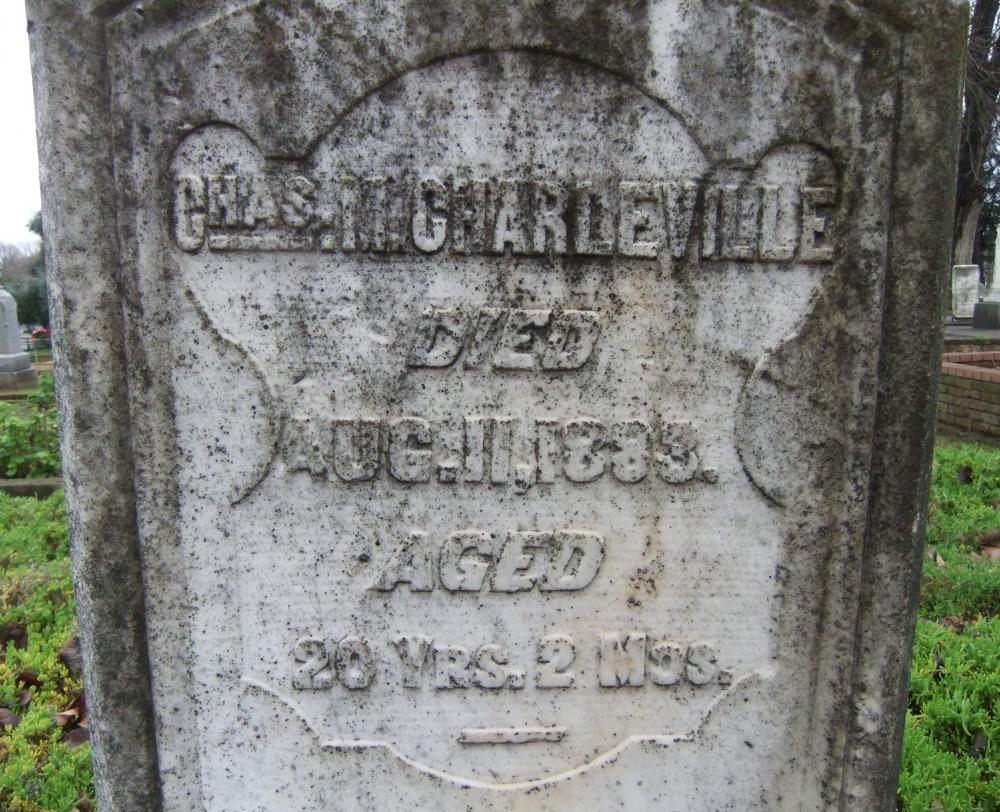 CHAS. H. CHARLEVILLE
DIED
AUG. 11, 1883.
AGED
20 YRS. 2 MOS.